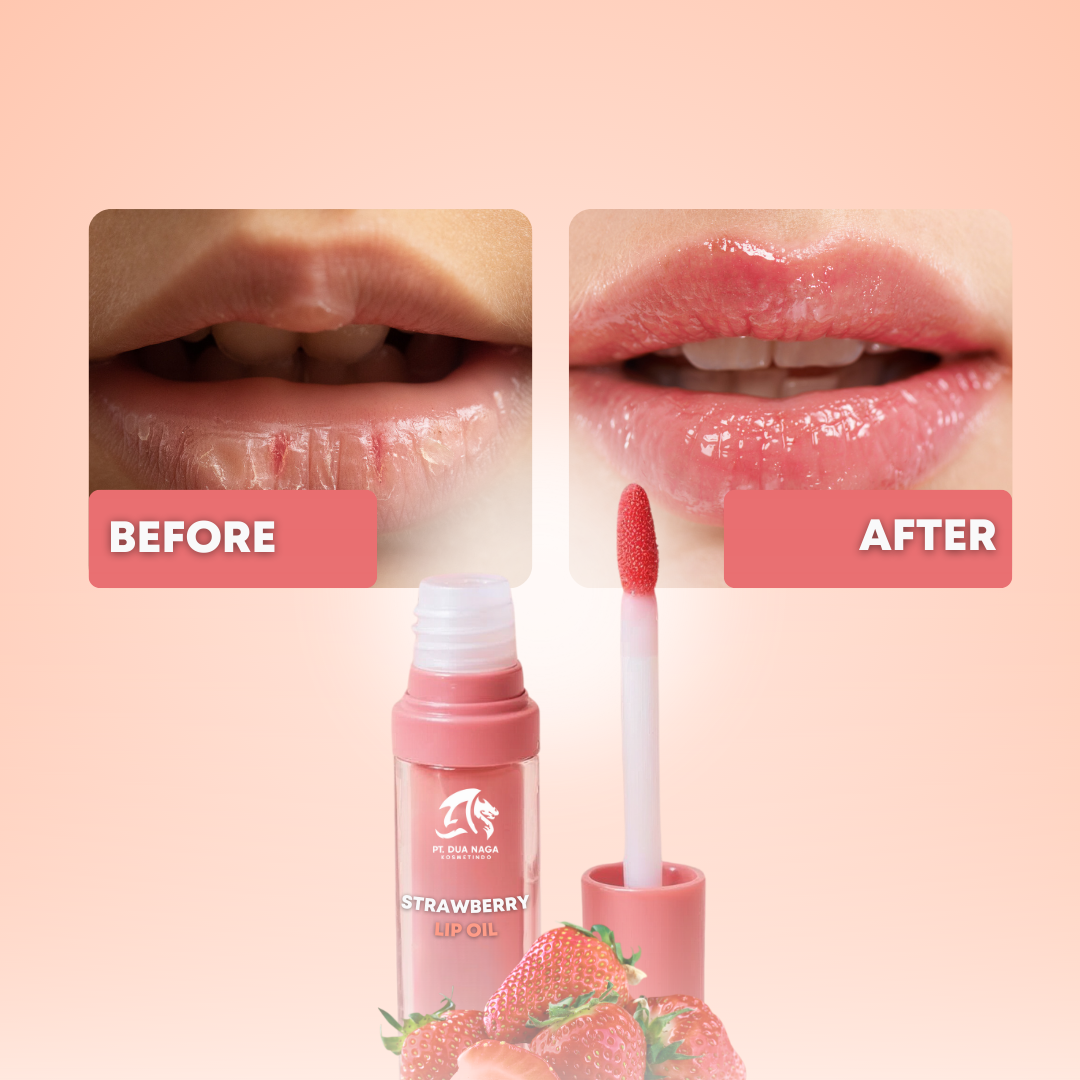 BEFORE
AFTER
PT. DUA NAGA
KOSMETINDO
STRAWBERRY
LIP OIL